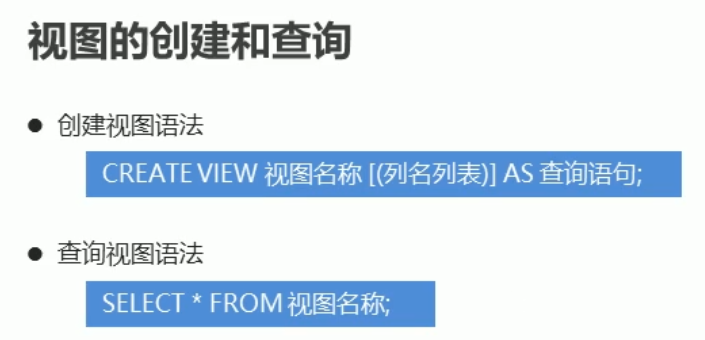 视图的创建和查询
● 创建视图语法
CREATE VIEW 视图名称 [(列名列表)] AS 查询语句;
● 查询视图语法
SELECT * FROM 视图名称;